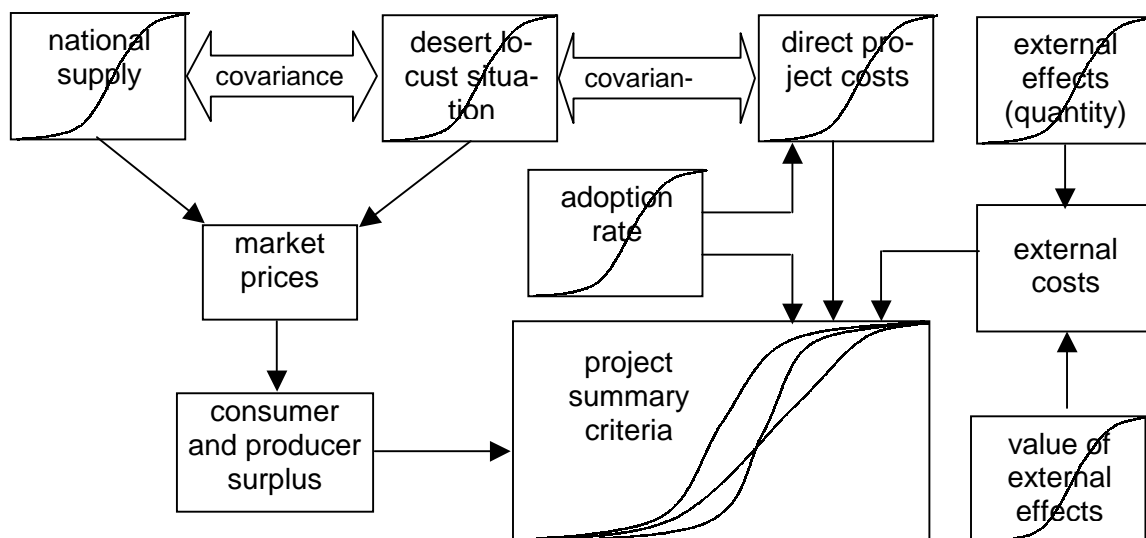 national
supply
covariance
desert lo-
cust situa-
tion
covarian-
direct pro-
ject costs
external
effects
(quantity)
adoption
rate
market
prices
external
costs
project
summary
criteria
consumer
and producer
surplus
value of
external
effects